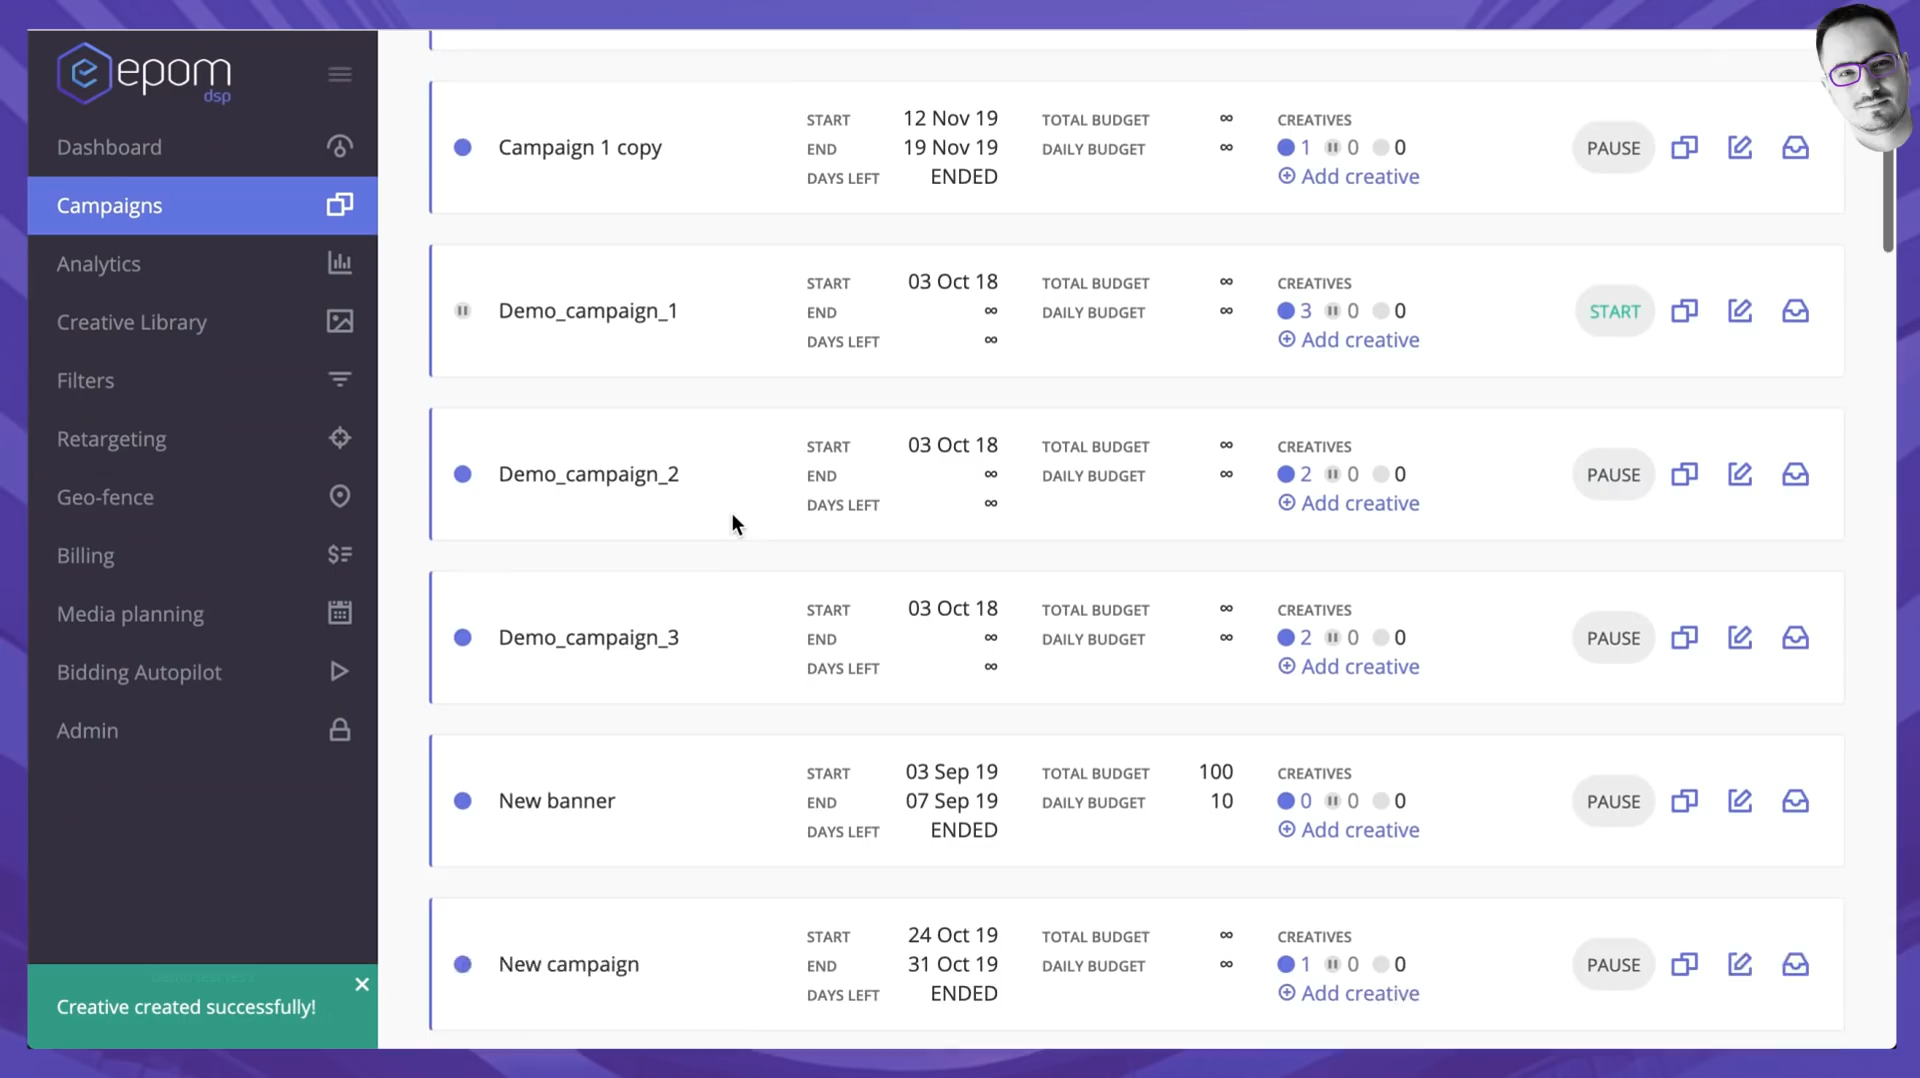 epom
dsp
Dashboard
Campaigns
Analytics
Creative Library
Filters
Retargeting
Geo-fence
Billing
Media planning
Bidding Autopilot
Admin
Creative created successfully!
Campaign 1 copy
START 12 Nov 19
END 19 Nov 19
DAYS LEFT ENDED
TOTAL BUDGET ∞
DAILY BUDGET ∞
CREATIVES
1 0 0
Add creative
PAUSE
Demo_campaign_1
START 03 Oct 18
END ∞
DAYS LEFT ∞
TOTAL BUDGET ∞
DAILY BUDGET ∞
CREATIVES
3 0 0
Add creative
START
Demo_campaign_2
START 03 Oct 18
END ∞
DAYS LEFT ∞
TOTAL BUDGET ∞
DAILY BUDGET ∞
CREATIVES
2 0 0
Add creative
PAUSE
Demo_campaign_3
START 03 Oct 18
END ∞
DAYS LEFT ∞
TOTAL BUDGET ∞
DAILY BUDGET ∞
CREATIVES
2 0 0
Add creative
PAUSE
New banner
START 03 Sep 19
END 07 Sep 19
DAYS LEFT ENDED
TOTAL BUDGET 100
DAILY BUDGET 10
CREATIVES
0 0 0
Add creative
PAUSE
New campaign
START 24 Oct 19
END 31 Oct 19
DAYS LEFT ENDED
TOTAL BUDGET ∞
DAILY BUDGET ∞
CREATIVES
1 0 0
Add creative
PAUSE